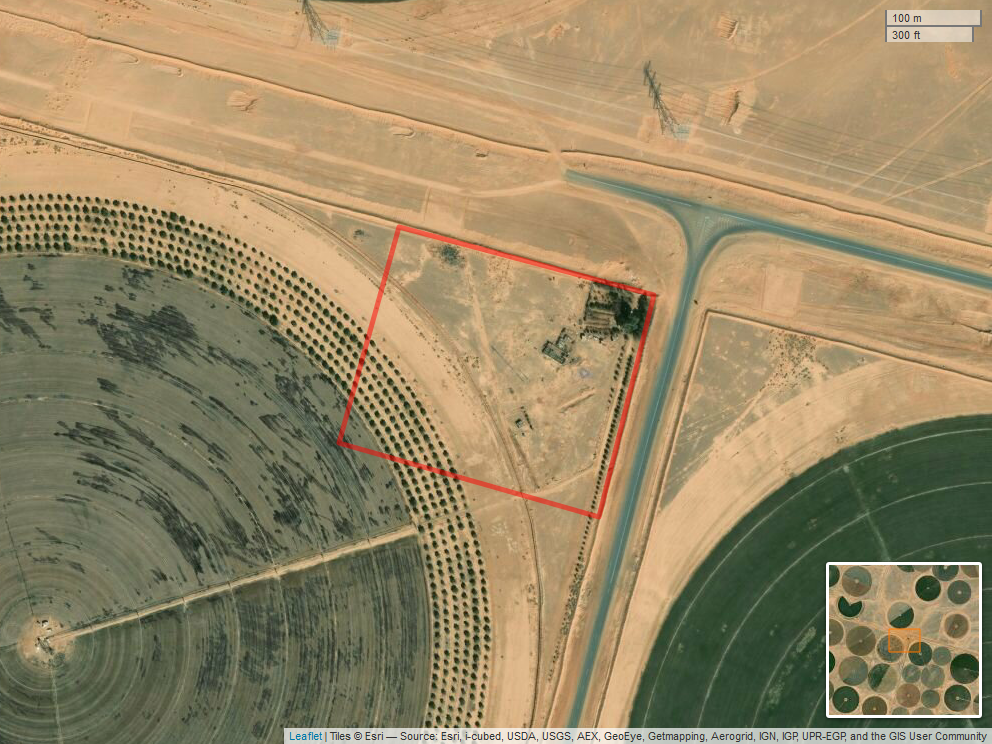 100 m
300 ft
Leaflet | Tiles © Esri — Source: Esri, i-cubed, USDA, USGS, AEX, GeoEye, Getmapping, Aerogrid, IGN, IGP, UPR-EGP, and the GIS User Community